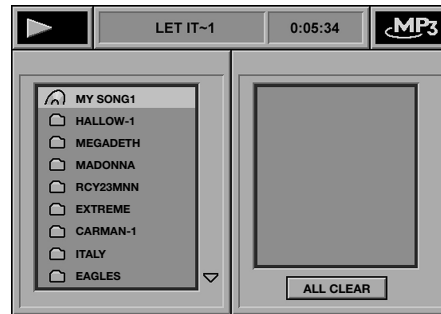 LET IT~1
0:05:34
MP3
MY SONG1
HALLOW-1
MEGADETH
MADONNA
RCY23MNN
EXTREME
CARMAN-1
ITALY
EAGLES
ALL CLEAR